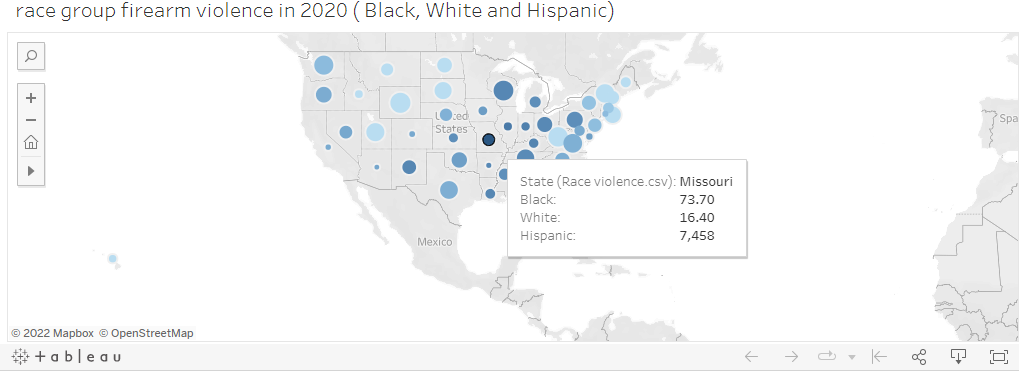 race group firearm violence in 2020 ( Black, White and Hispanic)
United
States
Spa
State (Race violence.csv): Missouri
Black: 73.70
White: 16.40
Hispanic: 7,458
Mexico
© 2022 Mapbox © OpenStreetMap
+ableau